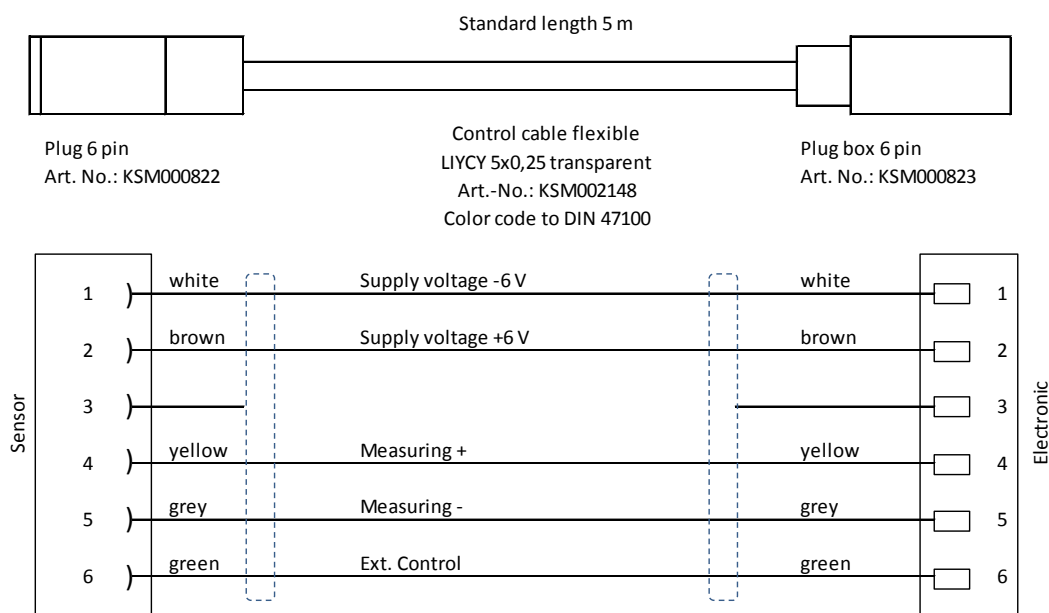 Standard length 5 m
Plug 6 pin
Art. No.: KSM000822
Control cable flexible
LIYCY 5x0,25 transparent
Art.-No.: KSM002148
Color code to DIN 47100
Plug box 6 pin
Art. No.: KSM000823
Sensor
1 white Supply voltage -6 V white 1
2 brown Supply voltage +6 V brown 2
3 3
4 yellow Measuring + yellow 4
5 grey Measuring - grey 5
6 green Ext. Control green 6
Electronic